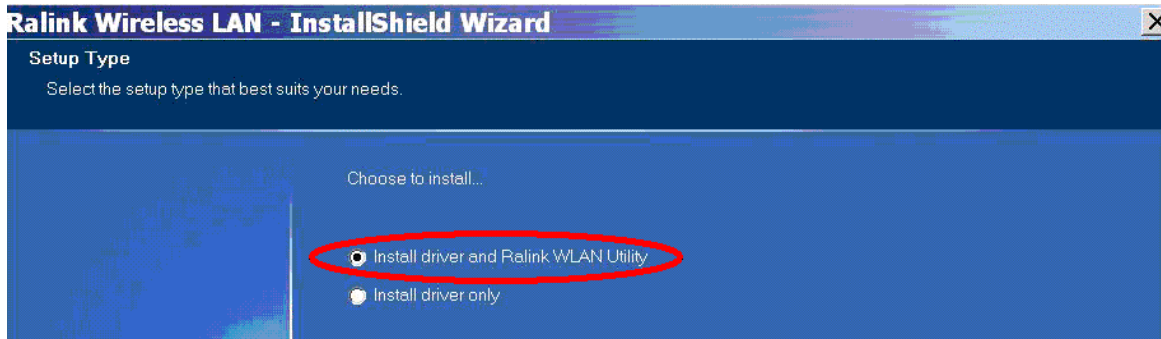 Ralink Wireless LAN - InstallShield Wizard
Setup Type
Select the setup type that best suits your needs.
Choose to install...
Install driver and Ralink WLAN Utility
Install driver only